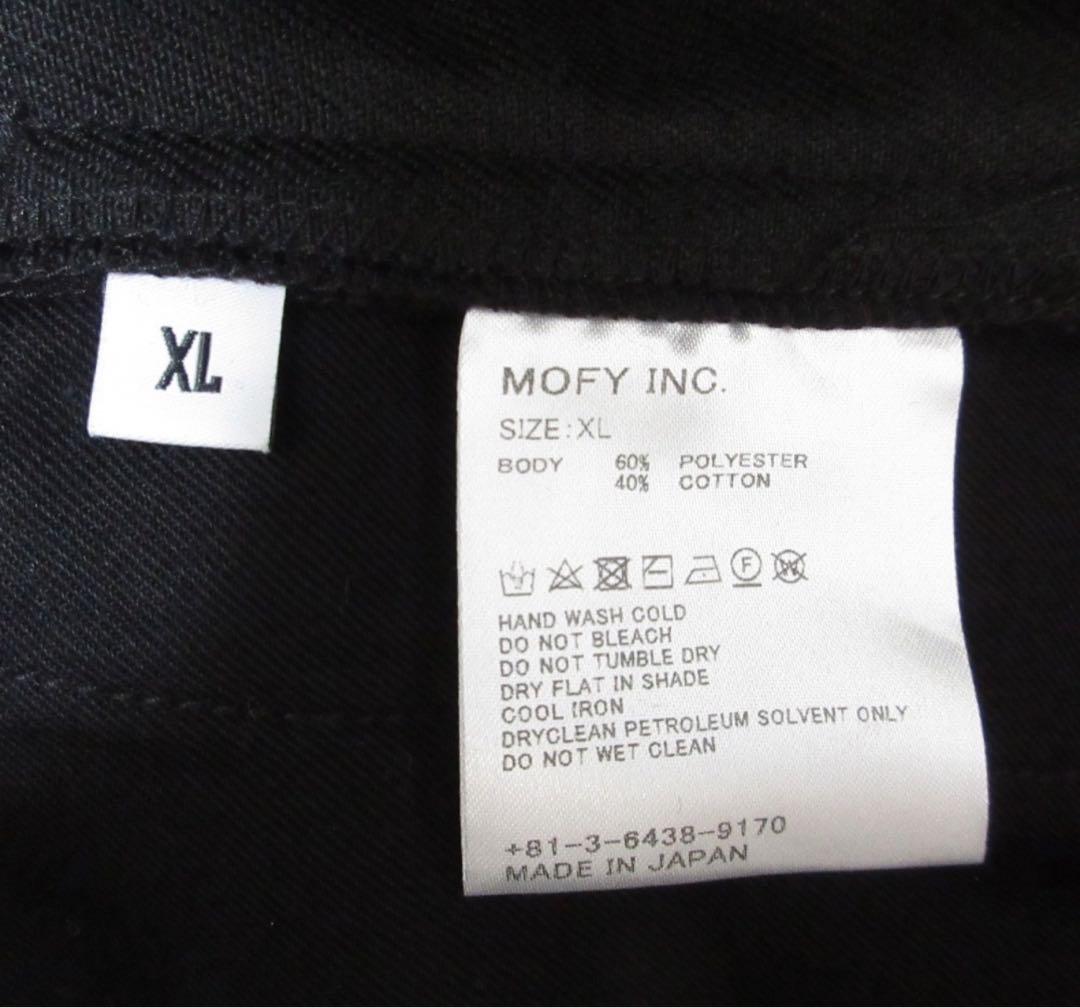 XL
MOFY INC.
SIZE:XL
BODY 60% POLYESTER
40% COTTON
F
W
HAND WASH COLD
DO NOT BLEACH
DO NOT TUMBLE DRY
DRY FLAT IN SHADE
COOL IRON
DRYCLEAN PETROLEUM SOLVENT ONLY
DO NOT WET CLEAN
+81-3-6438-9170
MADE IN JAPAN